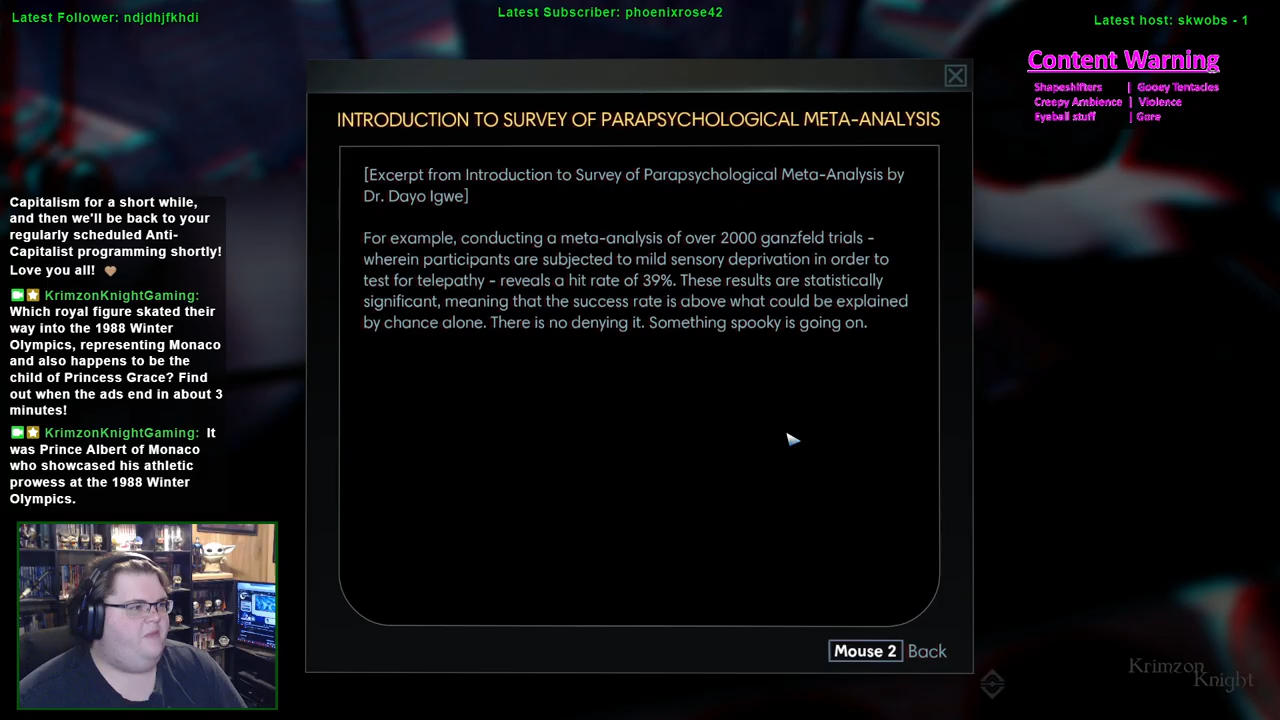 Latest Follower: ndjdhjfkhdi
Latest Subscriber: phoenixrose42
Latest host: skwobs - 1
Content Warning
Shapeshifters | Gooey Tentacles
Creepy Ambience | Violence
Eyeball stuff | Gore
INTRODUCTION TO SURVEY OF PARAPSYCHOLOGICAL META-ANALYSIS
[Excerpt from Introduction to Survey of Parapsychological Meta-Analysis by
Dr. Dayo Igwe]
For example, conducting a meta-analysis of over 2000 ganzfeld trials -
wherein participants are subjected to mild sensory deprivation in order to
test for telepathy - reveals a hit rate of 39%. These results are statistically
significant, meaning that the success rate is above what could be explained
by chance alone. There is no denying it. Something spooky is going on.
Mouse 2 Back
Capitalism for a short while,
and then we'll be back to your
regularly scheduled Anti-
Capitalist programming shortly!
Love you all!
KrimzonKnightGaming:
Which royal figure skated their
way into the 1988 Winter
Olympics, representing Monaco
and also happens to be the
child of Princess Grace? Find
out when the ads end in about 3
minutes!
KrimzonKnightGaming: It
was Prince Albert of Monaco
who showcased his athletic
prowess at the 1988 Winter
Olympics.
Krimzon
Knight